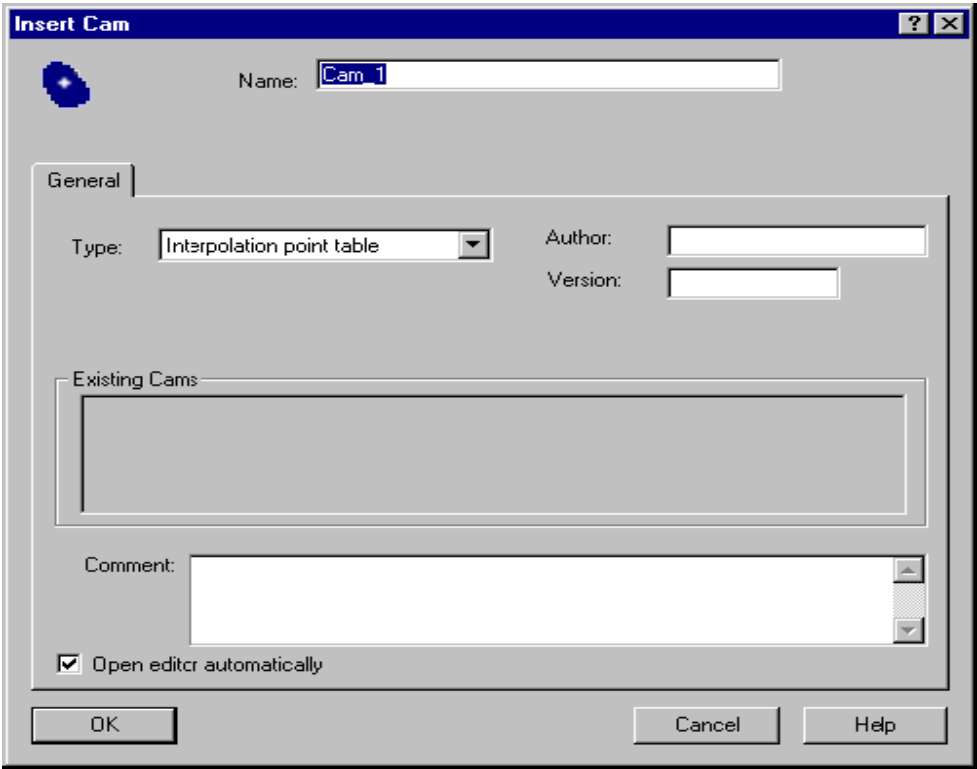 Insert Cam
Name: Cam_1
General
Type: Interpolation point table
Author:
Version:
Existing Cams
Comment:
Open editor automatically
OK Cancel Help